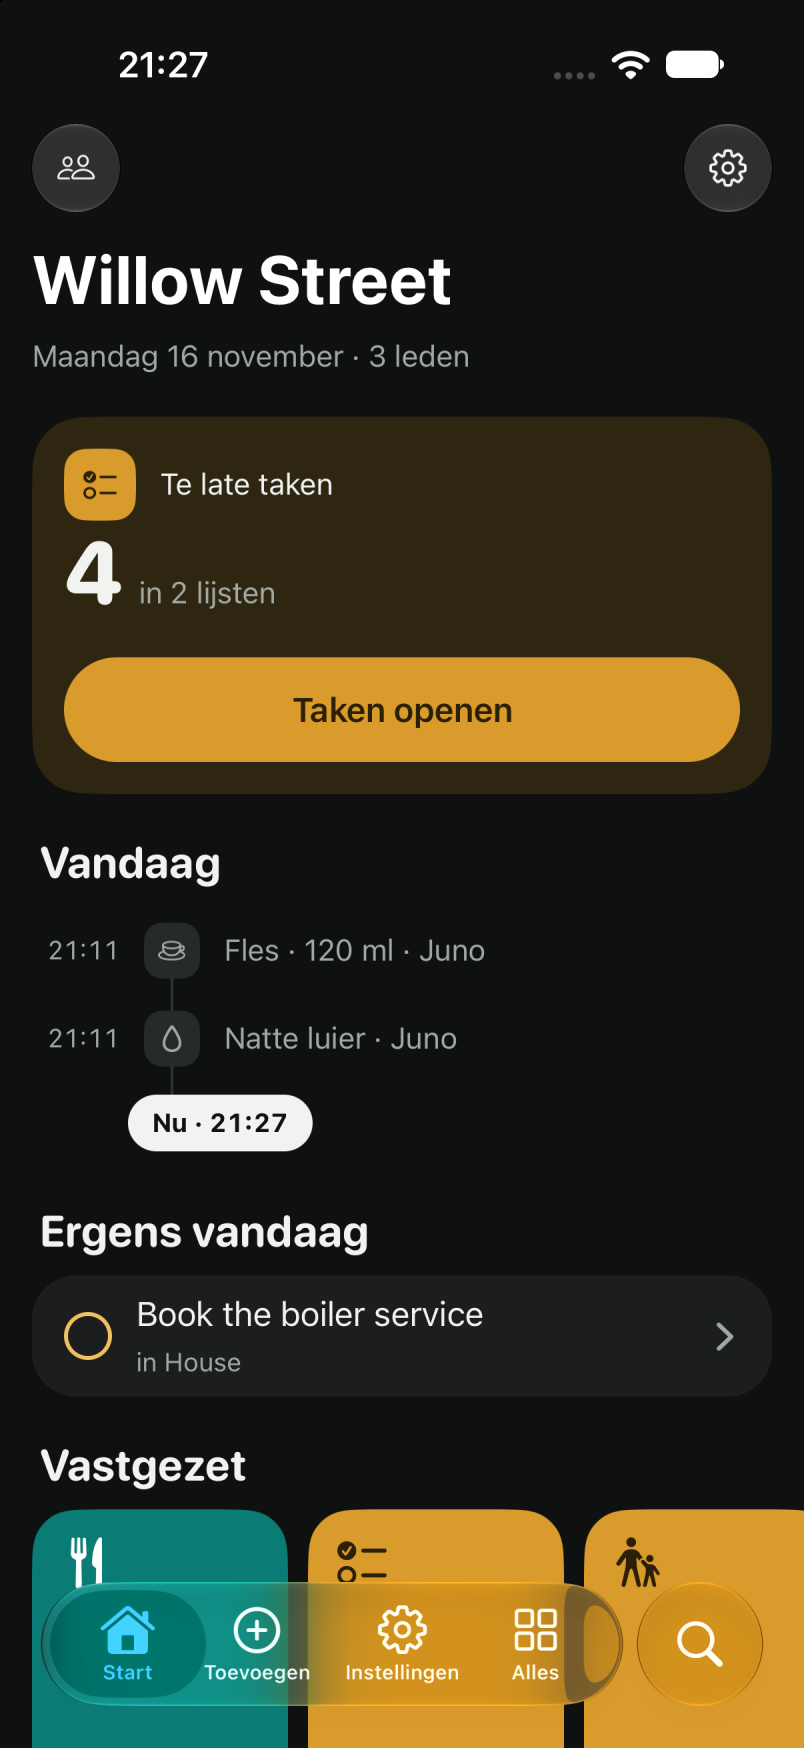 21:27
Willow Street
Maandag 16 november · 3 leden
Te late taken
4 in 2 lijsten
Taken openen
Vandaag
21:11 Fles · 120 ml · Juno
21:11 Natte luier · Juno
Nu · 21:27
Ergens vandaag
Book the boiler service
in House
Vastgezet
Start Toevoegen Instellingen Alles